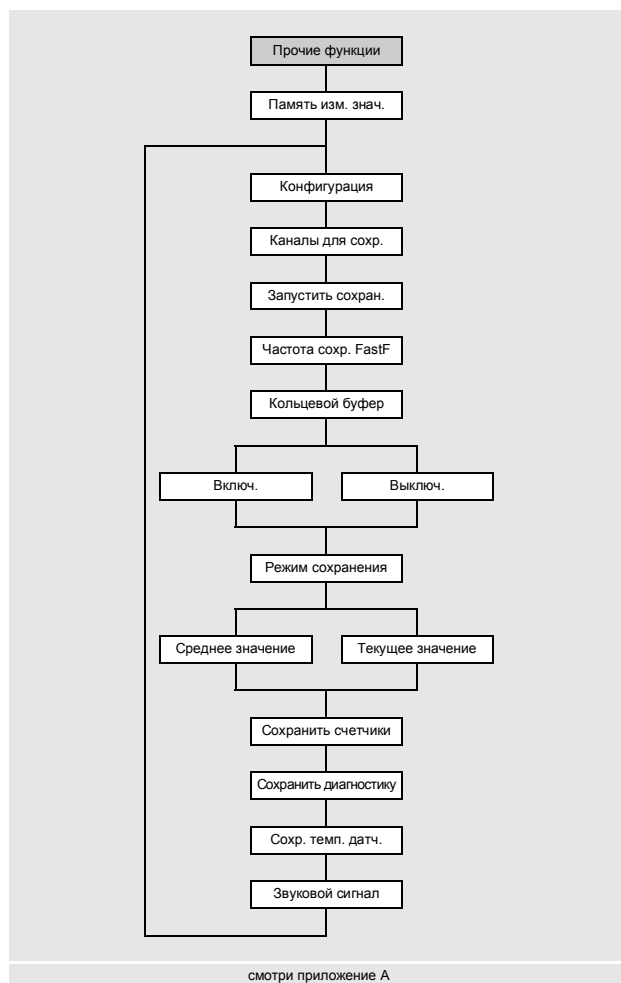 Прочие функции
Память изм. знач.
Конфигурация
Каналы для сохр.
Запустить сохран.
Частота сохр. FastF
Кольцевой буфер
Включ.
Выключ.
Режим сохранения
Среднее значение
Текущее значение
Сохранить счетчики
Сохранить диагностику
Сохр. темп. датч.
Звуковой сигнал
смотри приложение A